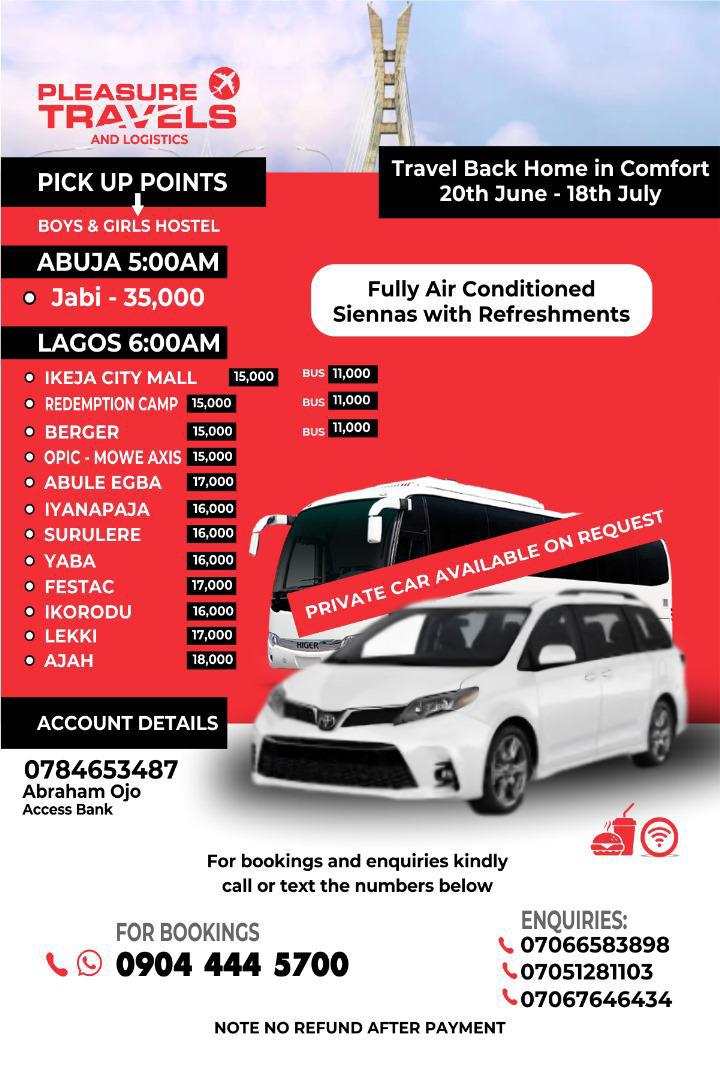 PLEASURE
TRAVELS
AND LOGISTICS
Travel Back Home in Comfort
20th June - 18th July
PICK UP POINTS
BOYS & GIRLS HOSTEL
ABUJA 5:00AM
Jabi - 35,000
Fully Air Conditioned
Siennas with Refreshments
LAGOS 6:00AM
IKEJA CITY MALL 15,000 BUS 11,000
REDEMPTION CAMP 15,000 BUS 11,000
BERGER 15,000 BUS 11,000
OPIC - MOWE AXIS 15,000
ABULE EGBA 17,000
IYANAPAJA 16,000
SURULERE 16,000
YABA 16,000
FESTAC 17,000
IKORODU 16,000
LEKKI 17,000
AJAH 18,000
PRIVATE CAR AVAILABLE ON REQUEST
HIGER
ACCOUNT DETAILS
0784653487
Abraham Ojo
Access Bank
For bookings and enquiries kindly
call or text the numbers below
FOR BOOKINGS
0904 444 5700
ENQUIRIES:
07066583898
07051281103
07067646434
NOTE NO REFUND AFTER PAYMENT